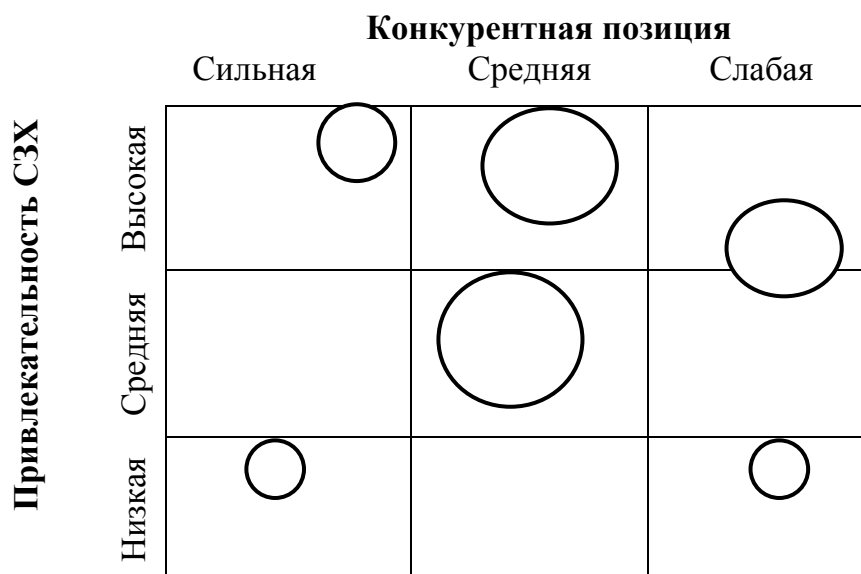 Конкурентная позиция
Сильная Средняя Слабая
Привлекательность СЗХ
Высокая
Средняя
Низкая